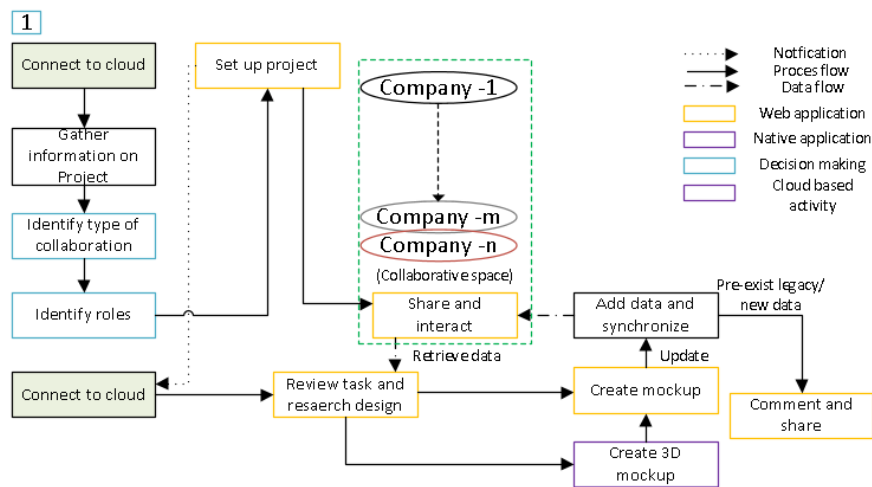 1
Connect to cloud
Set up project
Gather
information on
Project
Identify type of
collaboration
Identify roles
Connect to cloud
Company -1
Company -m
Company -n
(Collaborative space)
Share and
interact
Retrieve data
Review task and
resaerch design
Add data and
synchronize
Update
Create mockup
Create 3D
mockup
Pre-exist legacy/
new data
Comment and
share
Notfication
Proces flow
Data flow
Web application
Native application
Decision making
Cloud based
activity